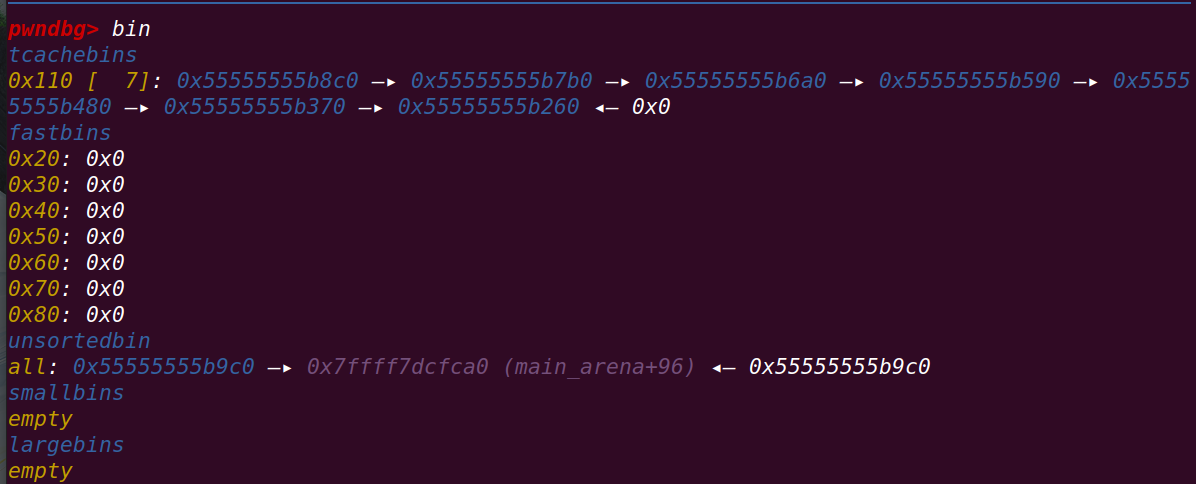 pwndbg> bin
tcachebins
0x110 [  7]: 0x55555555b8c0 —▸ 0x55555555b7b0 —▸ 0x55555555b6a0 —▸ 0x55555555b590 —▸ 0x5555
5555b480 —▸ 0x55555555b370 —▸ 0x55555555b260 ◂— 0x0
fastbins
0x20: 0x0
0x30: 0x0
0x40: 0x0
0x50: 0x0
0x60: 0x0
0x70: 0x0
0x80: 0x0
unsortedbin
all: 0x55555555b9c0 —▸ 0x7ffff7dcfca0 (main_arena+96) ◂— 0x55555555b9c0
smallbins
empty
largebins
empty